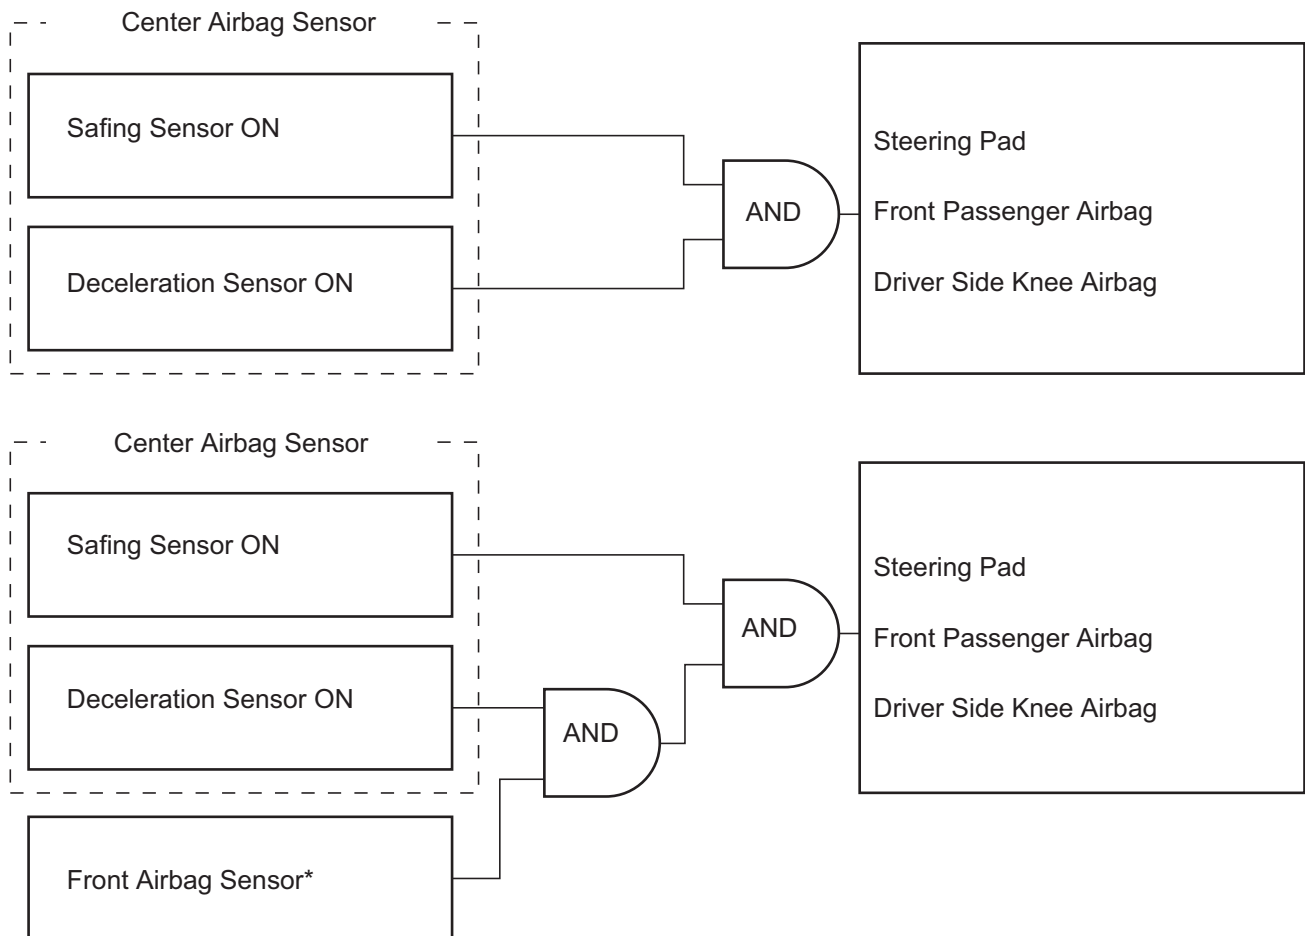 Center Airbag Sensor
Safing Sensor ON
Deceleration Sensor ON
AND
Steering Pad
Front Passenger Airbag
Driver Side Knee Airbag
Center Airbag Sensor
Safing Sensor ON
Deceleration Sensor ON
Front Airbag Sensor*
AND
AND
Steering Pad
Front Passenger Airbag
Driver Side Knee Airbag